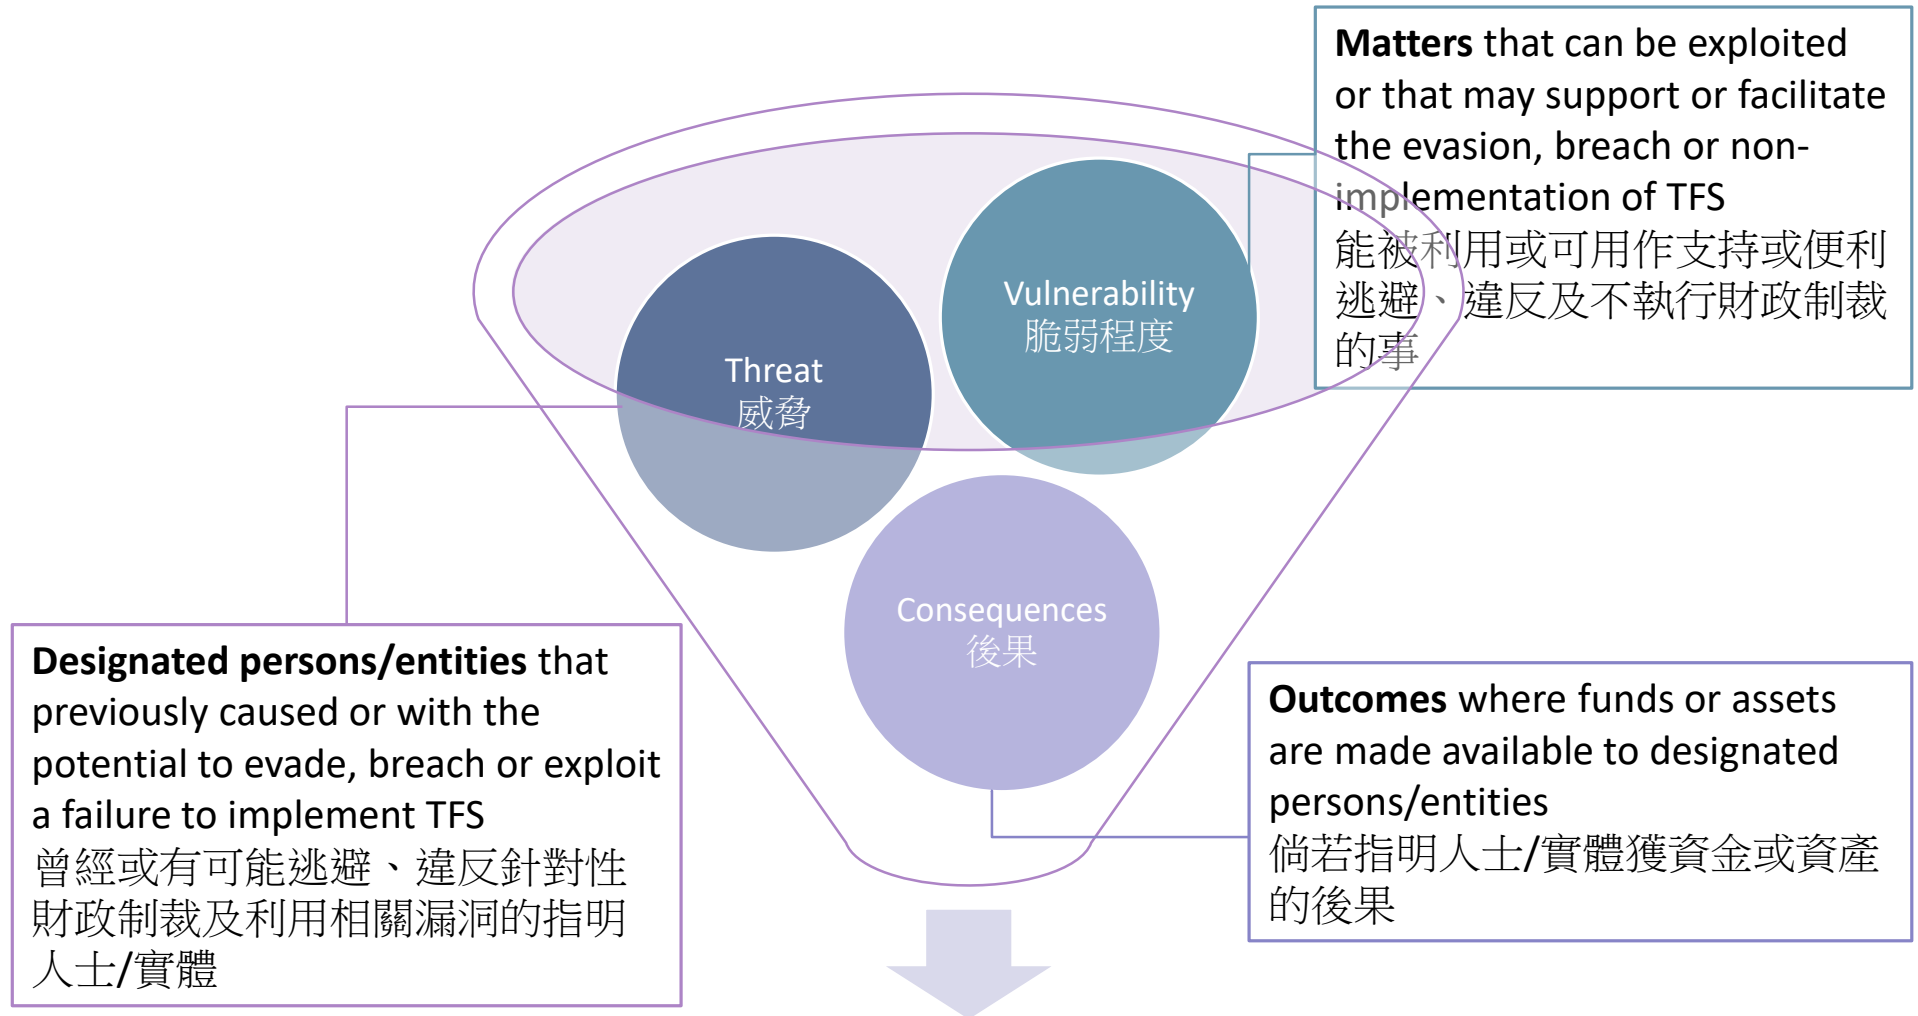 Matters that can be exploited
or that may support or facilitate
the evasion, breach or non-
implementation of TFS
能被利用或可用作支持或便利
逃避、違反及不執行財政制裁
的事
Vulnerability
脆弱程度
Threat
威脅
Consequences
後果
Designated persons/entities that
previously caused or with the
potential to evade, breach or exploit
a failure to implement TFS
曾經或有可能逃避、違反針對性
財政制裁及利用相關漏洞的指明
人士/實體
Outcomes where funds or assets
are made available to designated
persons/entities
倘若指明人士/實體獲資金或資產
的後果